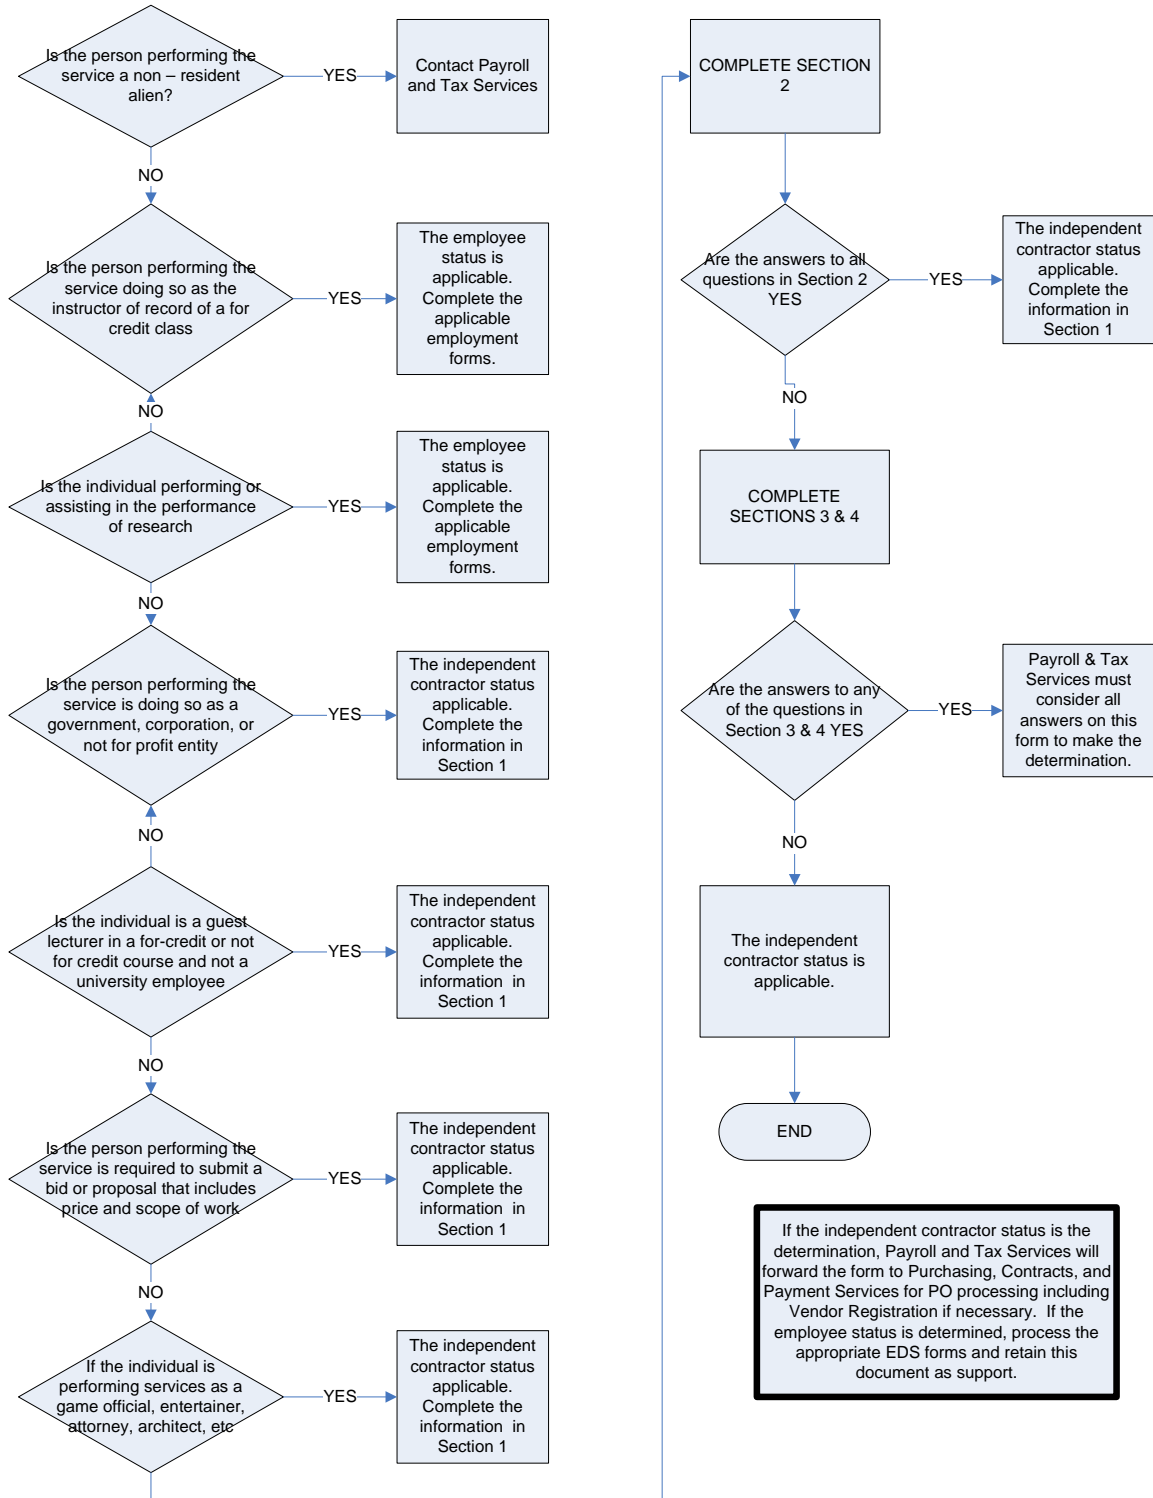 Is the person performing the
service a non – resident
alien?
YES
Contact Payroll
and Tax Services
NO
Is the person performing the
service doing so as the
instructor of record of a for
credit class
YES
The employee
status is
applicable.
Complete the
applicable
employment
forms.
NO
Is the individual performing or
assisting in the performance
of research
YES
The employee
status is
applicable.
Complete the
applicable
employment
forms.
NO
Is the person performing the
service is doing so as a
government, corporation, or
not for profit entity
YES
The independent
contractor status
applicable.
Complete the
information in
Section 1
NO
Is the individual is a guest
lecturer in a for-credit or not
for credit course and not a
university employee
YES
The independent
contractor status
applicable.
Complete the
information in
Section 1
NO
Is the person performing the
service is required to submit a
bid or proposal that includes
price and scope of work
YES
The independent
contractor status
applicable.
Complete the
information in
Section 1
NO
If the individual is
performing services as a
game official, entertainer,
attorney, architect, etc
YES
The independent
contractor status
applicable.
Complete the
information in
Section 1
COMPLETE SECTION
2
Are the answers to all
questions in Section 2
YES
YES
The independent
contractor status
applicable.
Complete the
information in
Section 1
NO
COMPLETE
SECTIONS 3 & 4
Are the answers to any
of the questions in
Section 3 & 4 YES
YES
Payroll & Tax
Services must
consider all
answers on this
form to make the
determination.
NO
The independent
contractor status is
applicable.
END
If the independent contractor status is the
determination, Payroll and Tax Services will
forward the form to Purchasing, Contracts, and
Payment Services for PO processing including
Vendor Registration if necessary.  If the
employee status is determined, process the
appropriate EDS forms and retain this
document as support.